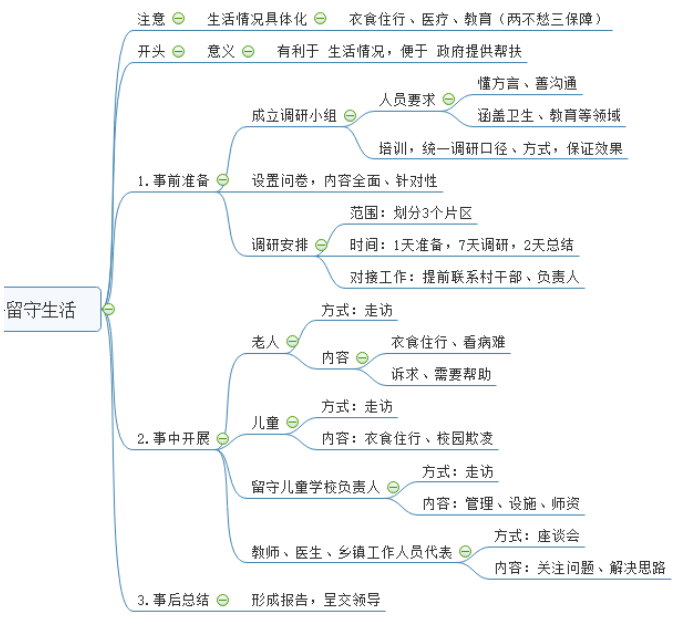 注意
生活情况具体化
衣食住行、医疗、教育（两不愁三保障）
开头
意义
有利于 生活情况，便于 政府提供帮扶
1.事前准备
成立调研小组
人员要求
懂方言、善沟通
涵盖卫生、教育等领域
培训，统一调研口径、方式，保证效果
设置问卷，内容全面、针对性
调研安排
范围：划分3个片区
时间：1天准备，7天调研，2天总结
对接工作：提前联系村干部、负责人
留守生活
2.事中开展
老人
方式：走访
内容
衣食住行、看病难
诉求、需要帮助
儿童
方式：走访
内容：衣食住行、校园欺凌
留守儿童学校负责人
方式：走访
内容：管理、设施、师资
教师、医生、乡镇工作人员代表
方式：座谈会
内容：关注问题、解决思路
3.事后总结
形成报告，呈交领导